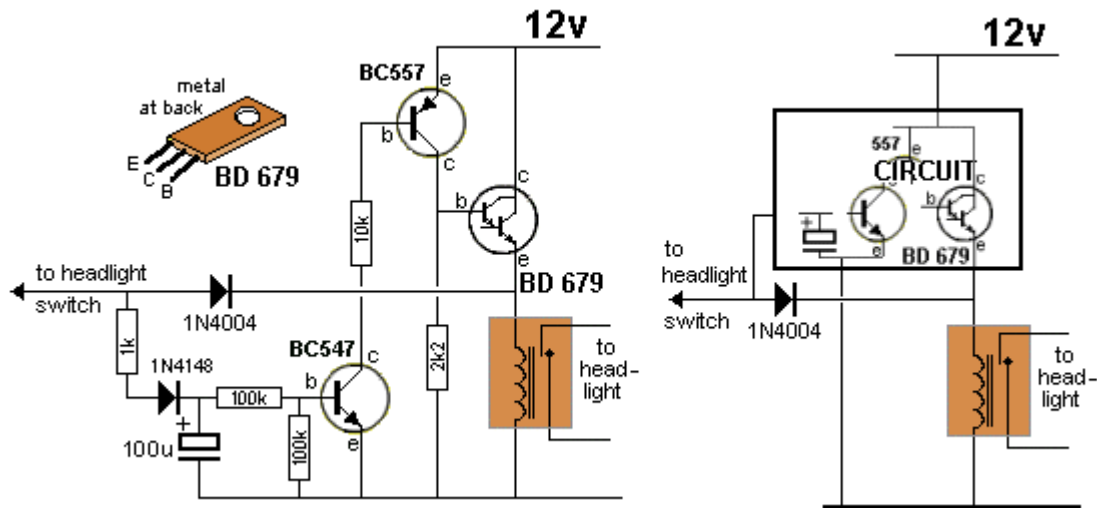 12v
BC557
e
b
c
metal
at back
E
C
B
BD 679
10k
c
b
e
BD 679
to headlight
switch
1N4004
1k
1N4148
100k
100k
100u
+
BC547
c
b
e
2k2
to
head-
light
12v
557
e
CIRCUIT
c
b
e
e
+
BD 679
to
headlight
switch
1N4004
to
head-
light